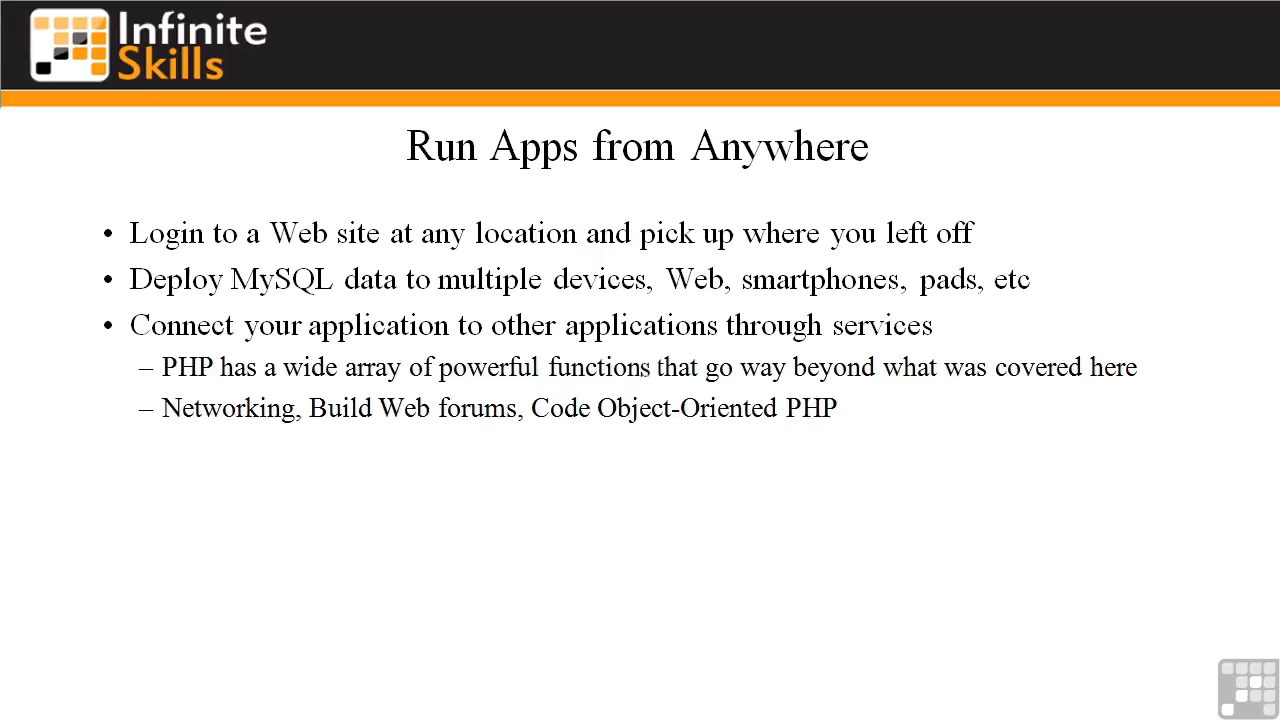 Infinite
Skills
Run Apps from Anywhere
• Login to a Web site at any location and pick up where you left off
• Deploy MySQL data to multiple devices, Web, smartphones, pads, etc
• Connect your application to other applications through services
– PHP has a wide array of powerful functions that go way beyond what was covered here
– Networking, Build Web forums, Code Object-Oriented PHP